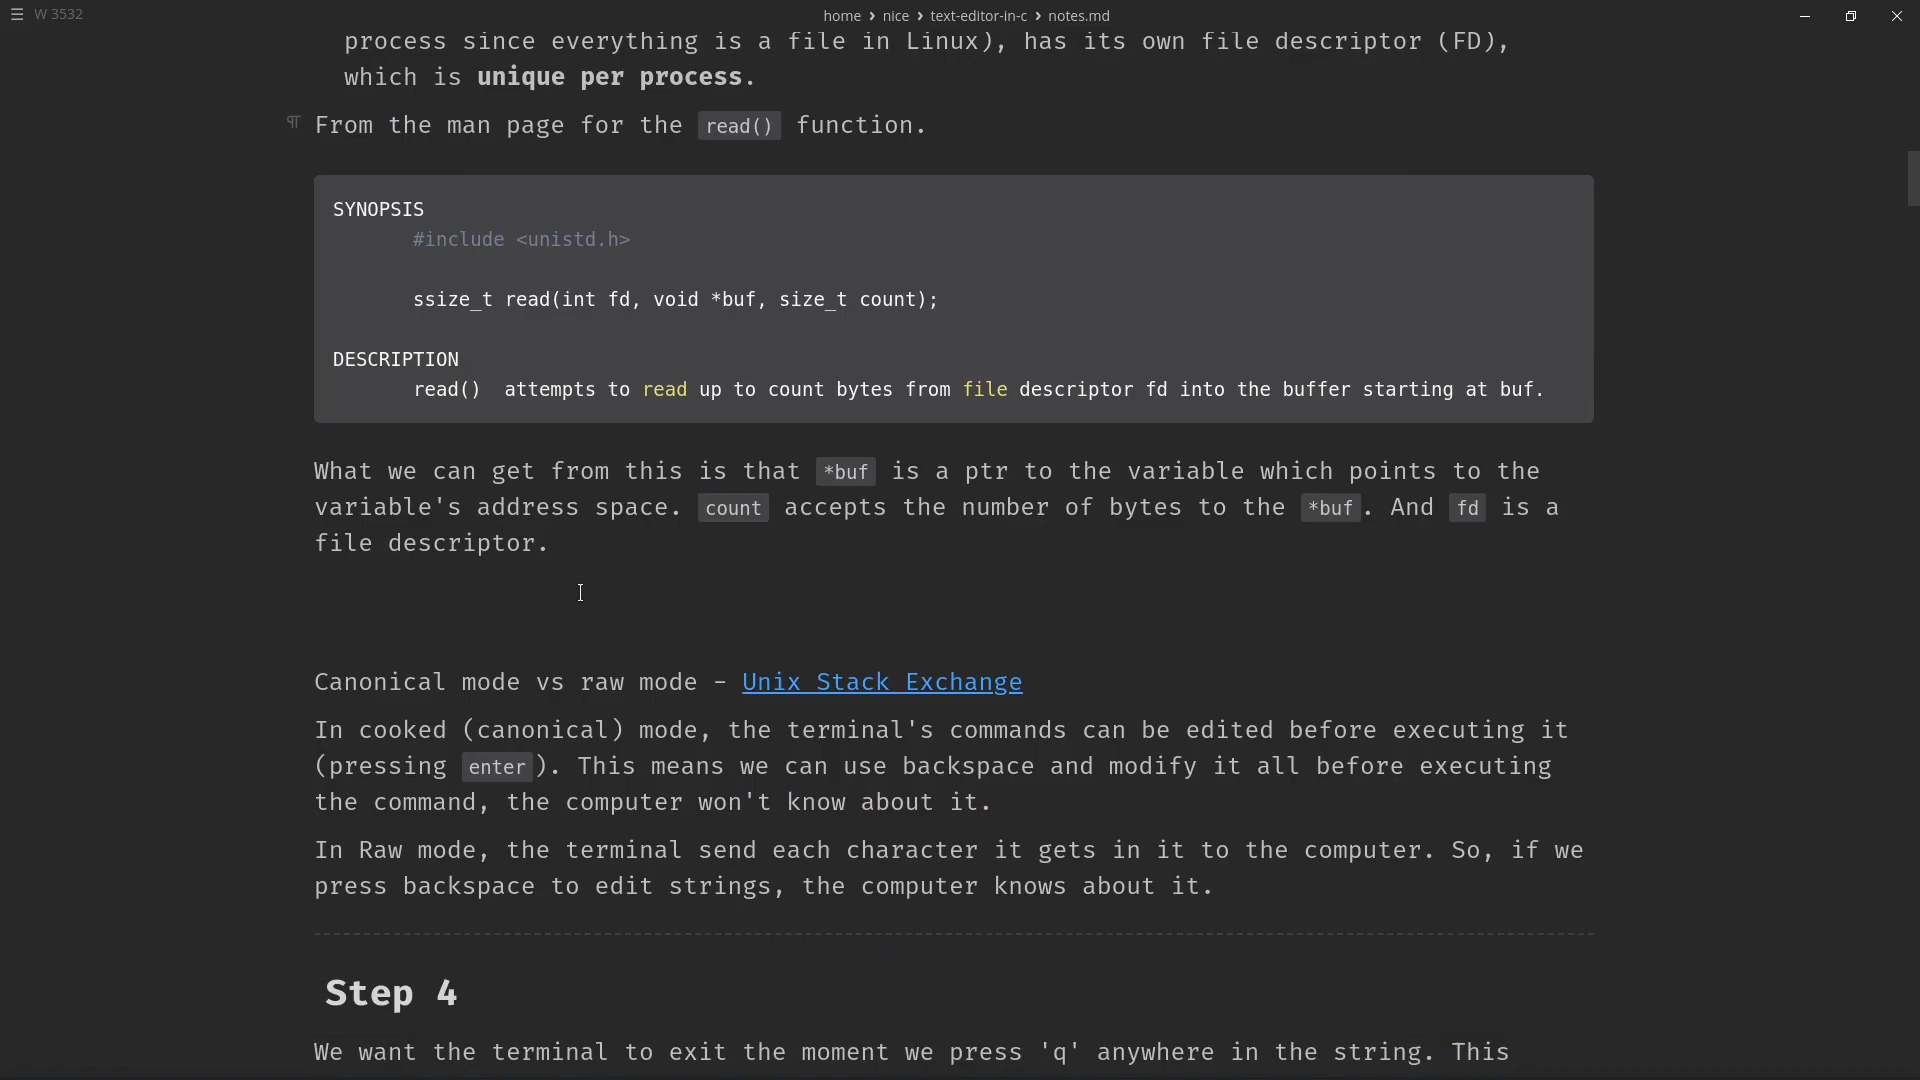 ☰ W 3532
home › nice › text-editor-in-c › notes.md
process since everything is a file in Linux), has its own file descriptor (FD),
which is unique per process.
¶ From the man page for the read() function.
SYNOPSIS
#include <unistd.h>
ssize_t read(int fd, void *buf, size_t count);
DESCRIPTION
read()  attempts to read up to count bytes from file descriptor fd into the buffer starting at buf.
What we can get from this is that *buf is a ptr to the variable which points to the
variable's address space. count accepts the number of bytes to the *buf. And fd is a
file descriptor.
Canonical mode vs raw mode - Unix Stack Exchange
In cooked (canonical) mode, the terminal's commands can be edited before executing it
(pressing enter). This means we can use backspace and modify it all before executing
the command, the computer won't know about it.
In Raw mode, the terminal send each character it gets in it to the computer. So, if we
press backspace to edit strings, the computer knows about it.
Step 4
We want the terminal to exit the moment we press 'q' anywhere in the string. This